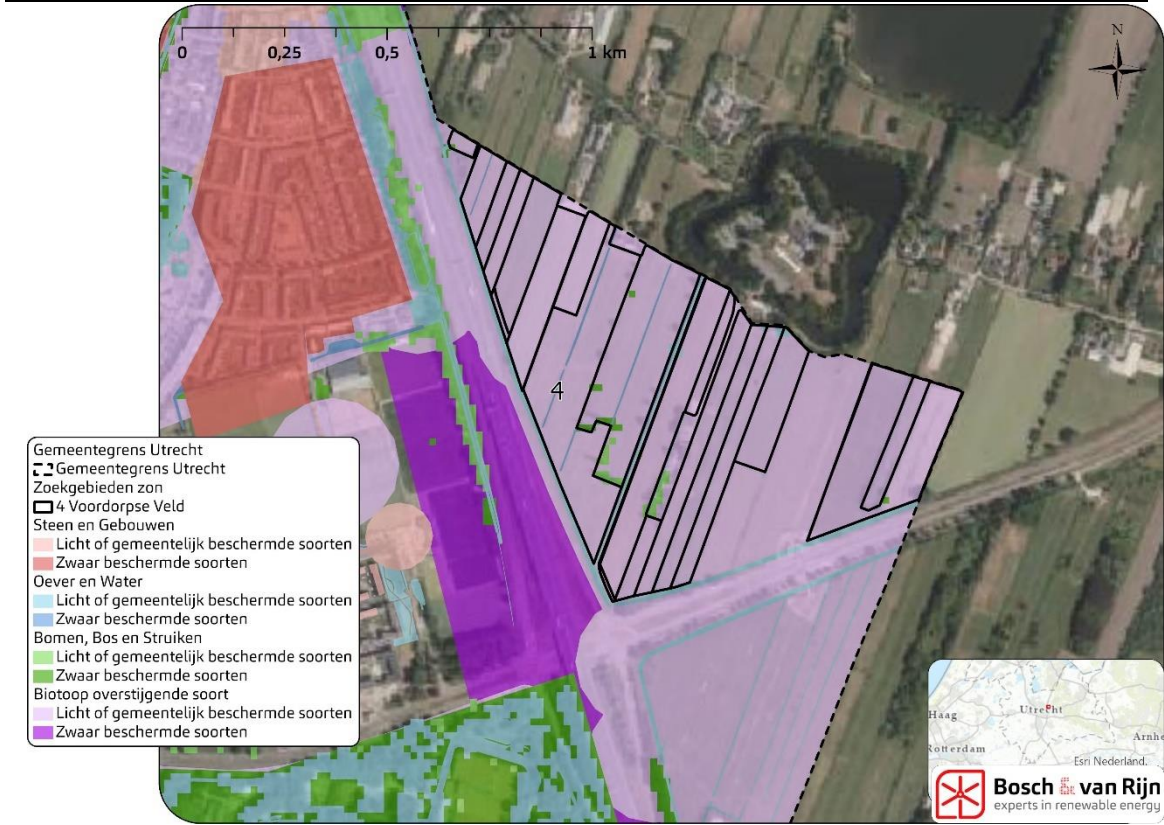 0 0,25 0,5 1 km
N
4
Gemeentegrens Utrecht
Gemeentegrens Utrecht
Zoekgebieden zon
4 Voordorpse Veld
Steen en Gebouwen
Licht of gemeentelijk beschermde soorten
Zwaar beschermde soorten
Oever en Water
Licht of gemeentelijk beschermde soorten
Zwaar beschermde soorten
Bomen, Bos en Struiken
Licht of gemeentelijk beschermde soorten
Zwaar beschermde soorten
Biotoop overstijgende soort
Licht of gemeentelijk beschermde soorten
Zwaar beschermde soorten
Haag Utrecht
Rotterdam Arnhe
Esri Nederland.
Bosch & van Rijn
experts in renewable energy